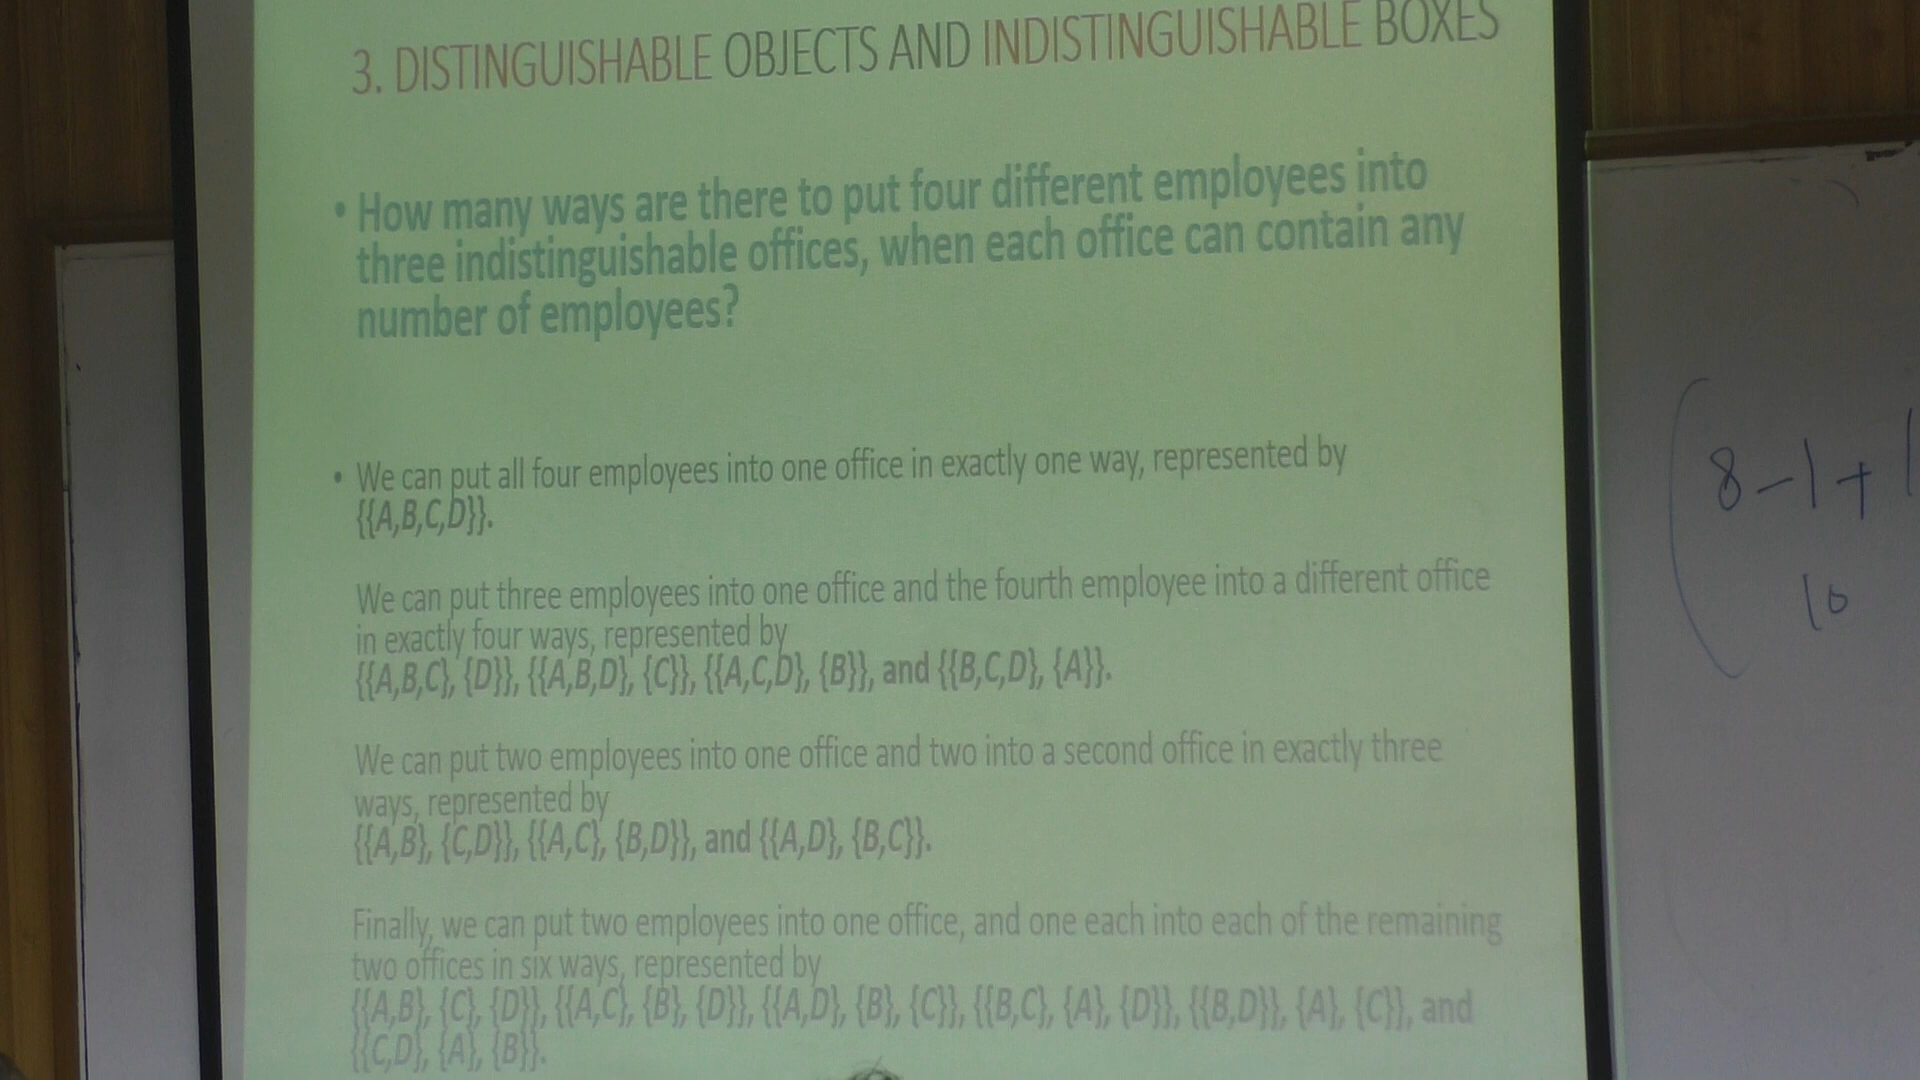 3. DISTINGUISHABLE OBJECTS AND INDISTINGUISHABLE BOXES
• How many ways are there to put four different employees into
three indistinguishable offices, when each office can contain any
number of employees?
• We can put all four employees into one office in exactly one way, represented by
{{A,B,C,D}}.
We can put three employees into one office and the fourth employee into a different office
in exactly four ways, represented by
{{A,B,C}, {D}}, {{A,B,D}, {C}}, {{A,C,D}, {B}}, and {{B,C,D}, {A}}.
We can put two employees into one office and two into a second office in exactly three
ways, represented by
{{A,B}, {C,D}}, {{A,C}, {B,D}}, and {{A,D}, {B,C}}.
Finally, we can put two employees into one office, and one each into each of the remaining
two offices in six ways, represented by
{{A,B}, {C}, {D}}, {{A,C}, {B}, {D}}, {{A,D}, {B}, {C}}, {{B,C}, {A}, {D}}, {{B,D}}, {A}, {C}}, and
{{C,D}, {A}, {B}}.
8-1+1
10